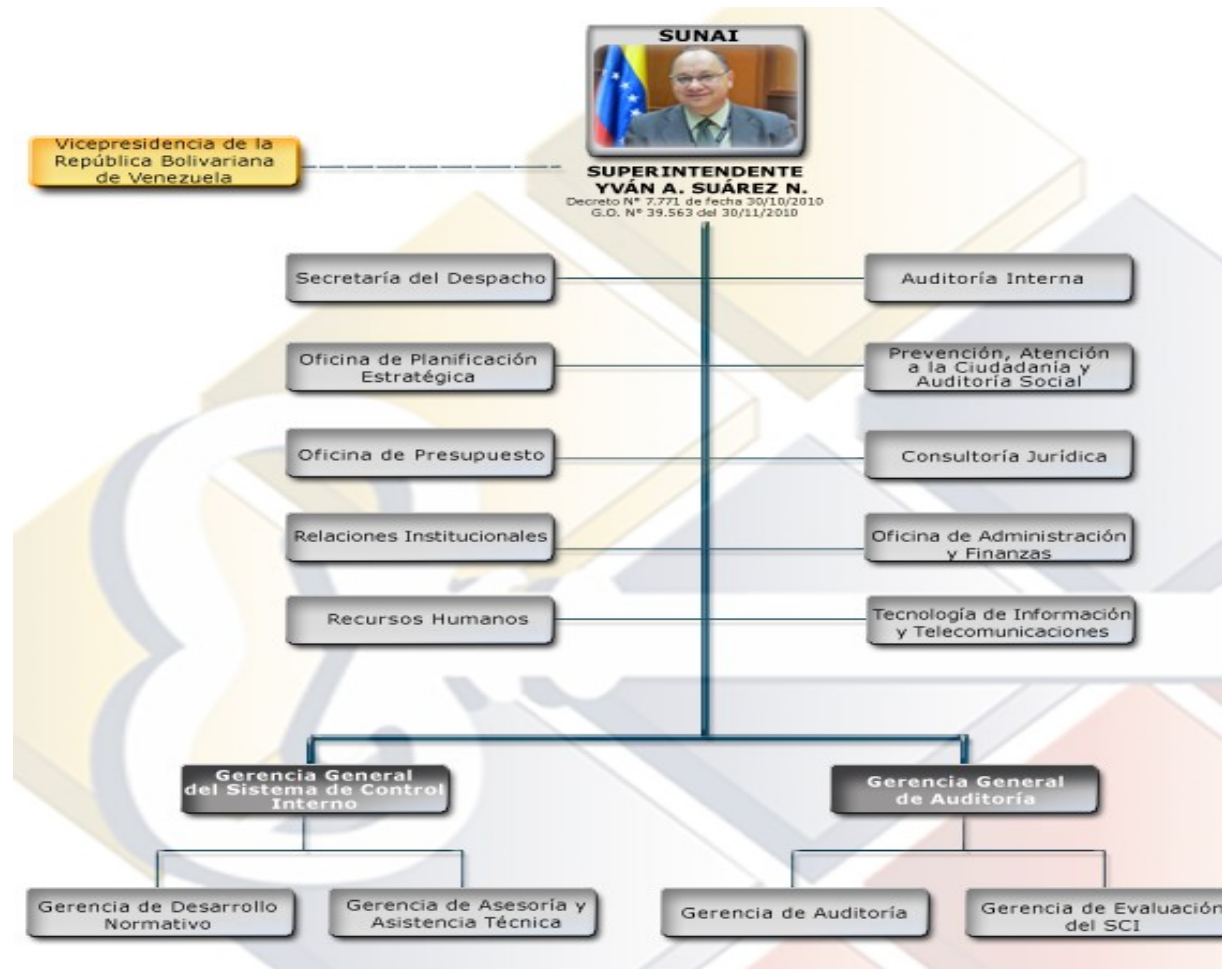 SUNAI
Vicepresidencia de la
República Bolivariana
de Venezuela
SUPERINTENDENTE
YVÁN A. SUÁREZ N.
Decreto Nº 7.771 de fecha 30/10/2010
G.O. Nº 39.563 del 30/11/2010
Secretaría del Despacho
Auditoría Interna
Oficina de Planificación
Estratégica
Prevención, Atención
a la Ciudadanía y
Auditoría Social
Oficina de Presupuesto
Consultoría Jurídica
Relaciones Institucionales
Oficina de Administración
y Finanzas
Recursos Humanos
Tecnología de Información
y Telecomunicaciones
Gerencia General
del Sistema de Control
Interno
Gerencia General
de Auditoría
Gerencia de Desarrollo
Normativo
Gerencia de Asesoría y
Asistencia Técnica
Gerencia de Auditoría
Gerencia de Evaluación
del SCI